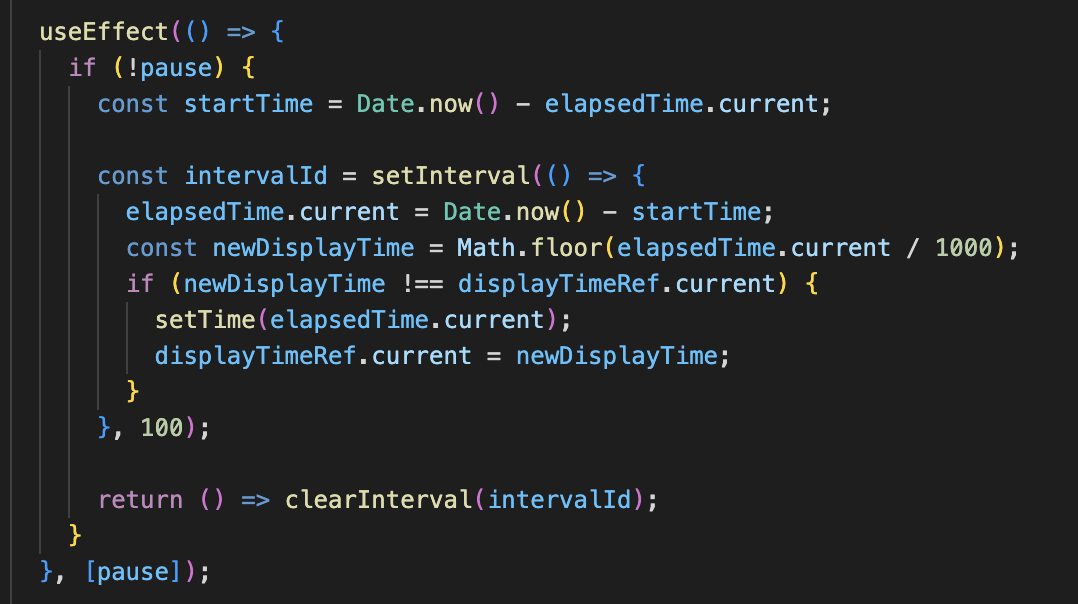 useEffect(() => {
if (!pause) {
const startTime = Date.now() - elapsedTime.current;
const intervalId = setInterval(() => {
elapsedTime.current = Date.now() - startTime;
const newDisplayTime = Math.floor(elapsedTime.current / 1000);
if (newDisplayTime !== displayTimeRef.current) {
setTime(elapsedTime.current);
displayTimeRef.current = newDisplayTime;
}
}, 100);
return () => clearInterval(intervalId);
}
}, [pause]);